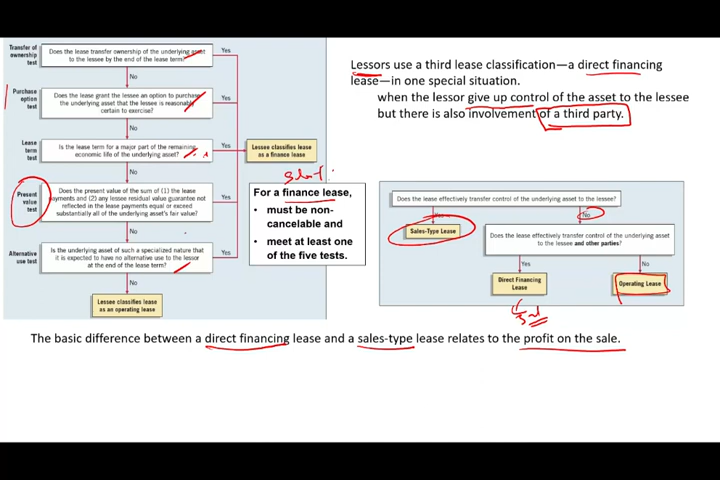 Transfer of
ownership
test
Does the lease transfer ownership of the underlying asset
to the lessee by the end of the lease term?
Yes
No
Purchase
option
test
Does the lease grant the lessee an option to purchase
the underlying asset that the lessee is reasonably
certain to exercise?
Yes
No
Lease
term
test
Is the lease term for a major part of the remaining
economic life of the underlying asset?
Yes
Lessee classifies lease
as a finance lease
No
Present
value
test
Does the present value of the sum of (1) the lease
payments and (2) any lessee residual value guarantee not
reflected in the lease payments equal or exceed
substantially all of the underlying asset's fair value?
Yes
No
Alternative
use test
Is the underlying asset of such a specialized nature that
it is expected to have no alternative use to the lessor
at the end of the lease term?
Yes
No
Lessee classifies lease
as an operating lease
For a finance lease,
• must be non-
cancelable and
• meet at least one
of the five tests.
Lessors use a third lease classification—a direct financing
lease—in one special situation.
when the lessor give up control of the asset to the lessee
but there is also involvement of a third party.
Does the lease effectively transfer control of the underlying asset to the lessee?
Yes
No
Sales-Type Lease
Does the lease effectively transfer control of the underlying asset
to the lessee and other parties?
Yes
No
Direct Financing
Lease
Operating Lease
The basic difference between a direct financing lease and a sales-type lease relates to the profit on the sale.